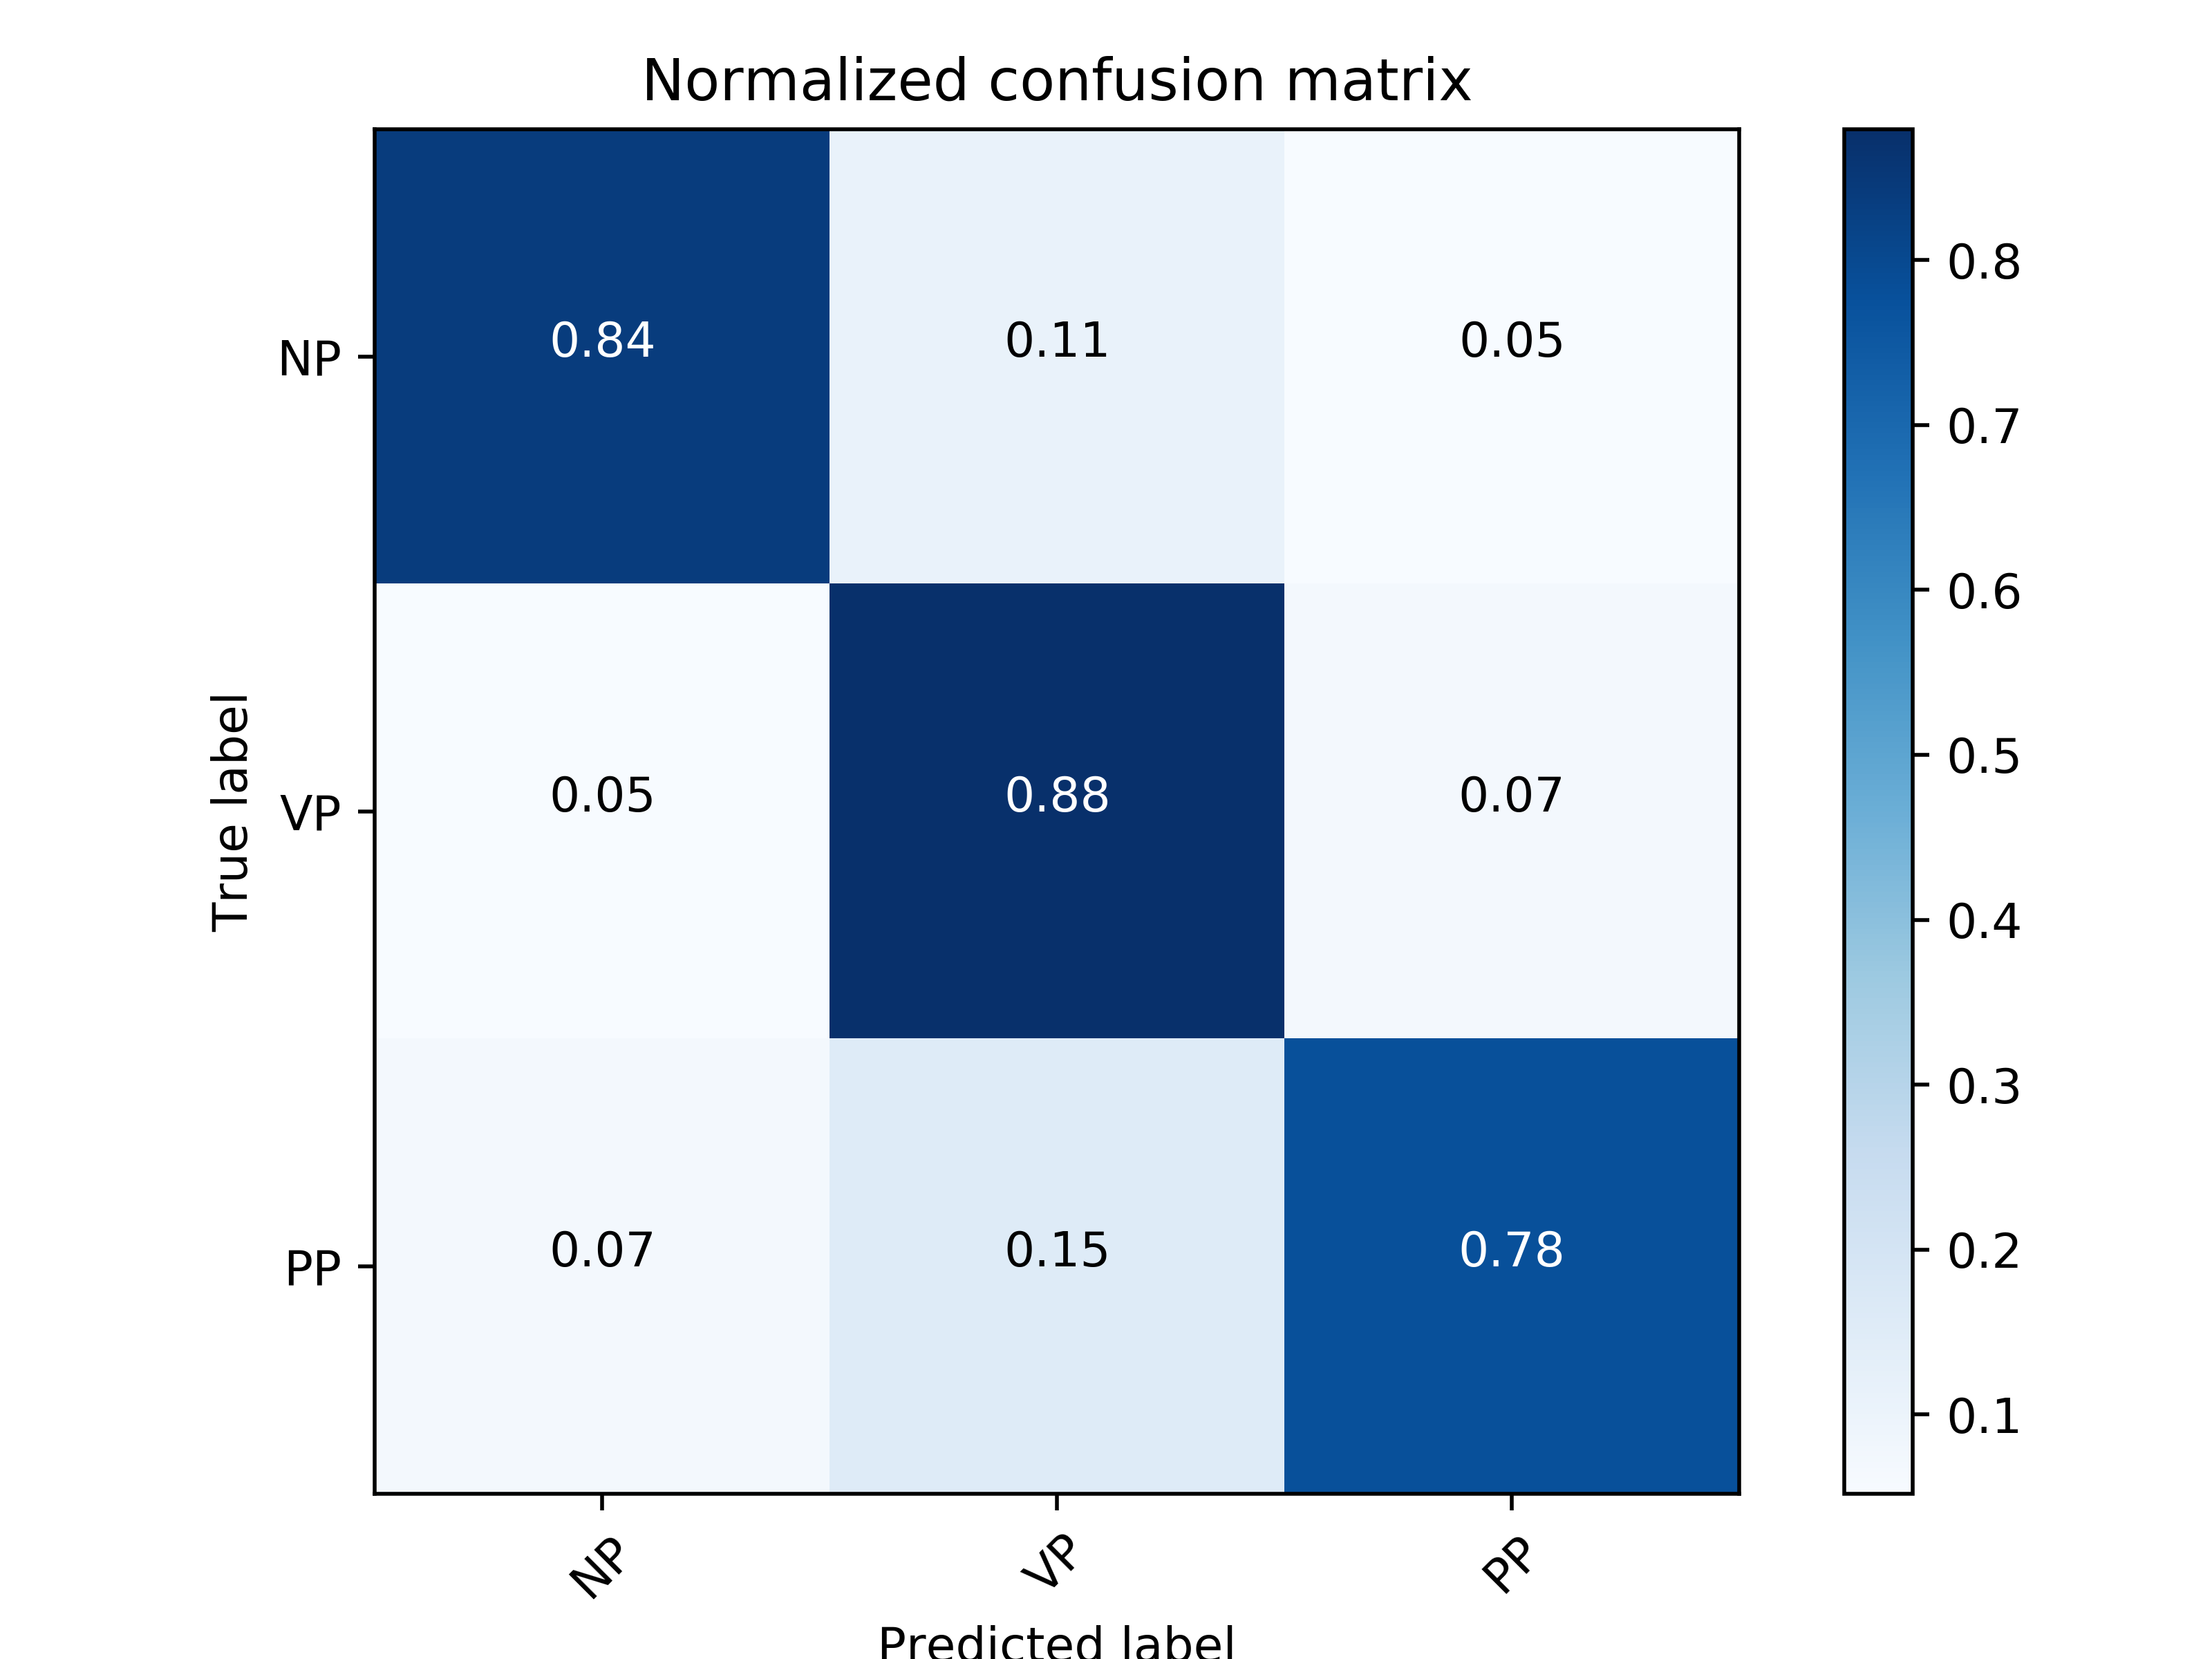 Normalized confusion matrix
NP
0.84
0.11
0.05
VP
0.05
0.88
0.07
PP
0.07
0.15
0.78
True label
NP
VP
PP
Predicted label
0.8
0.7
0.6
0.5
0.4
0.3
0.2
0.1